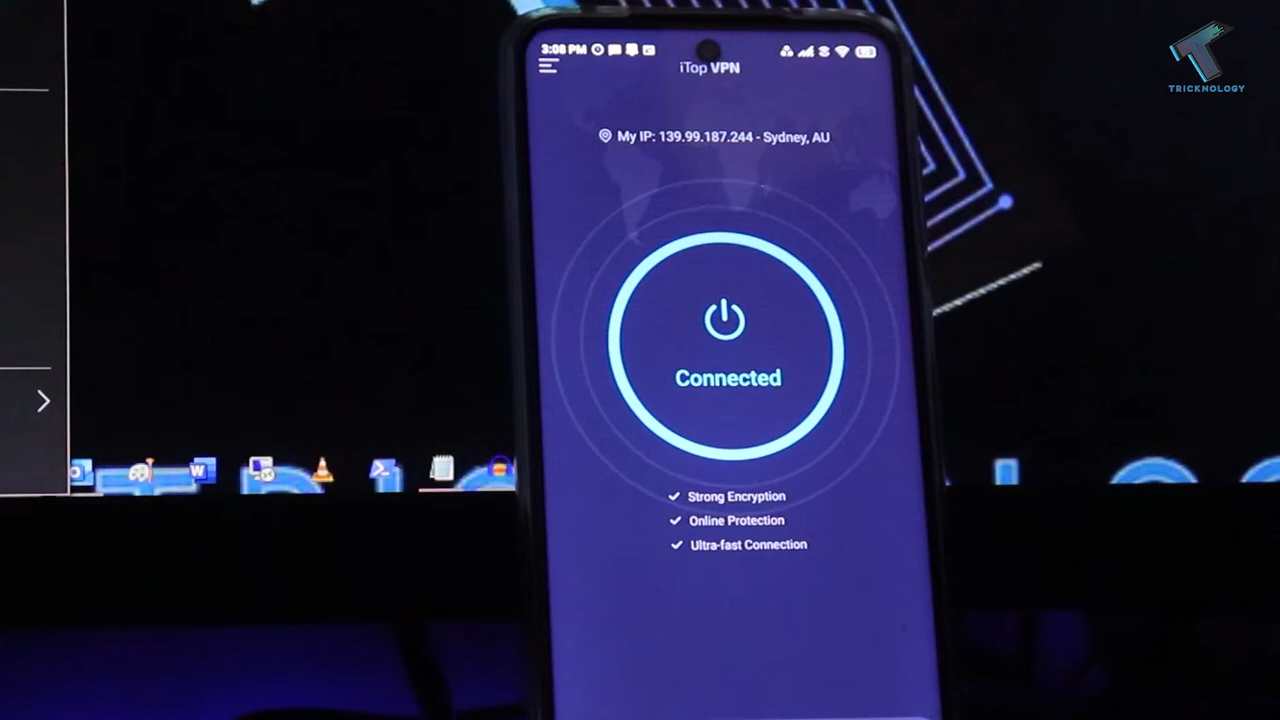 3:08 PM
iTop VPN
TRICKNOLOGY
My IP: 139.99.187.244 - Sydney, AU
Connected
Strong Encryption
Online Protection
Ultra-fast Connection